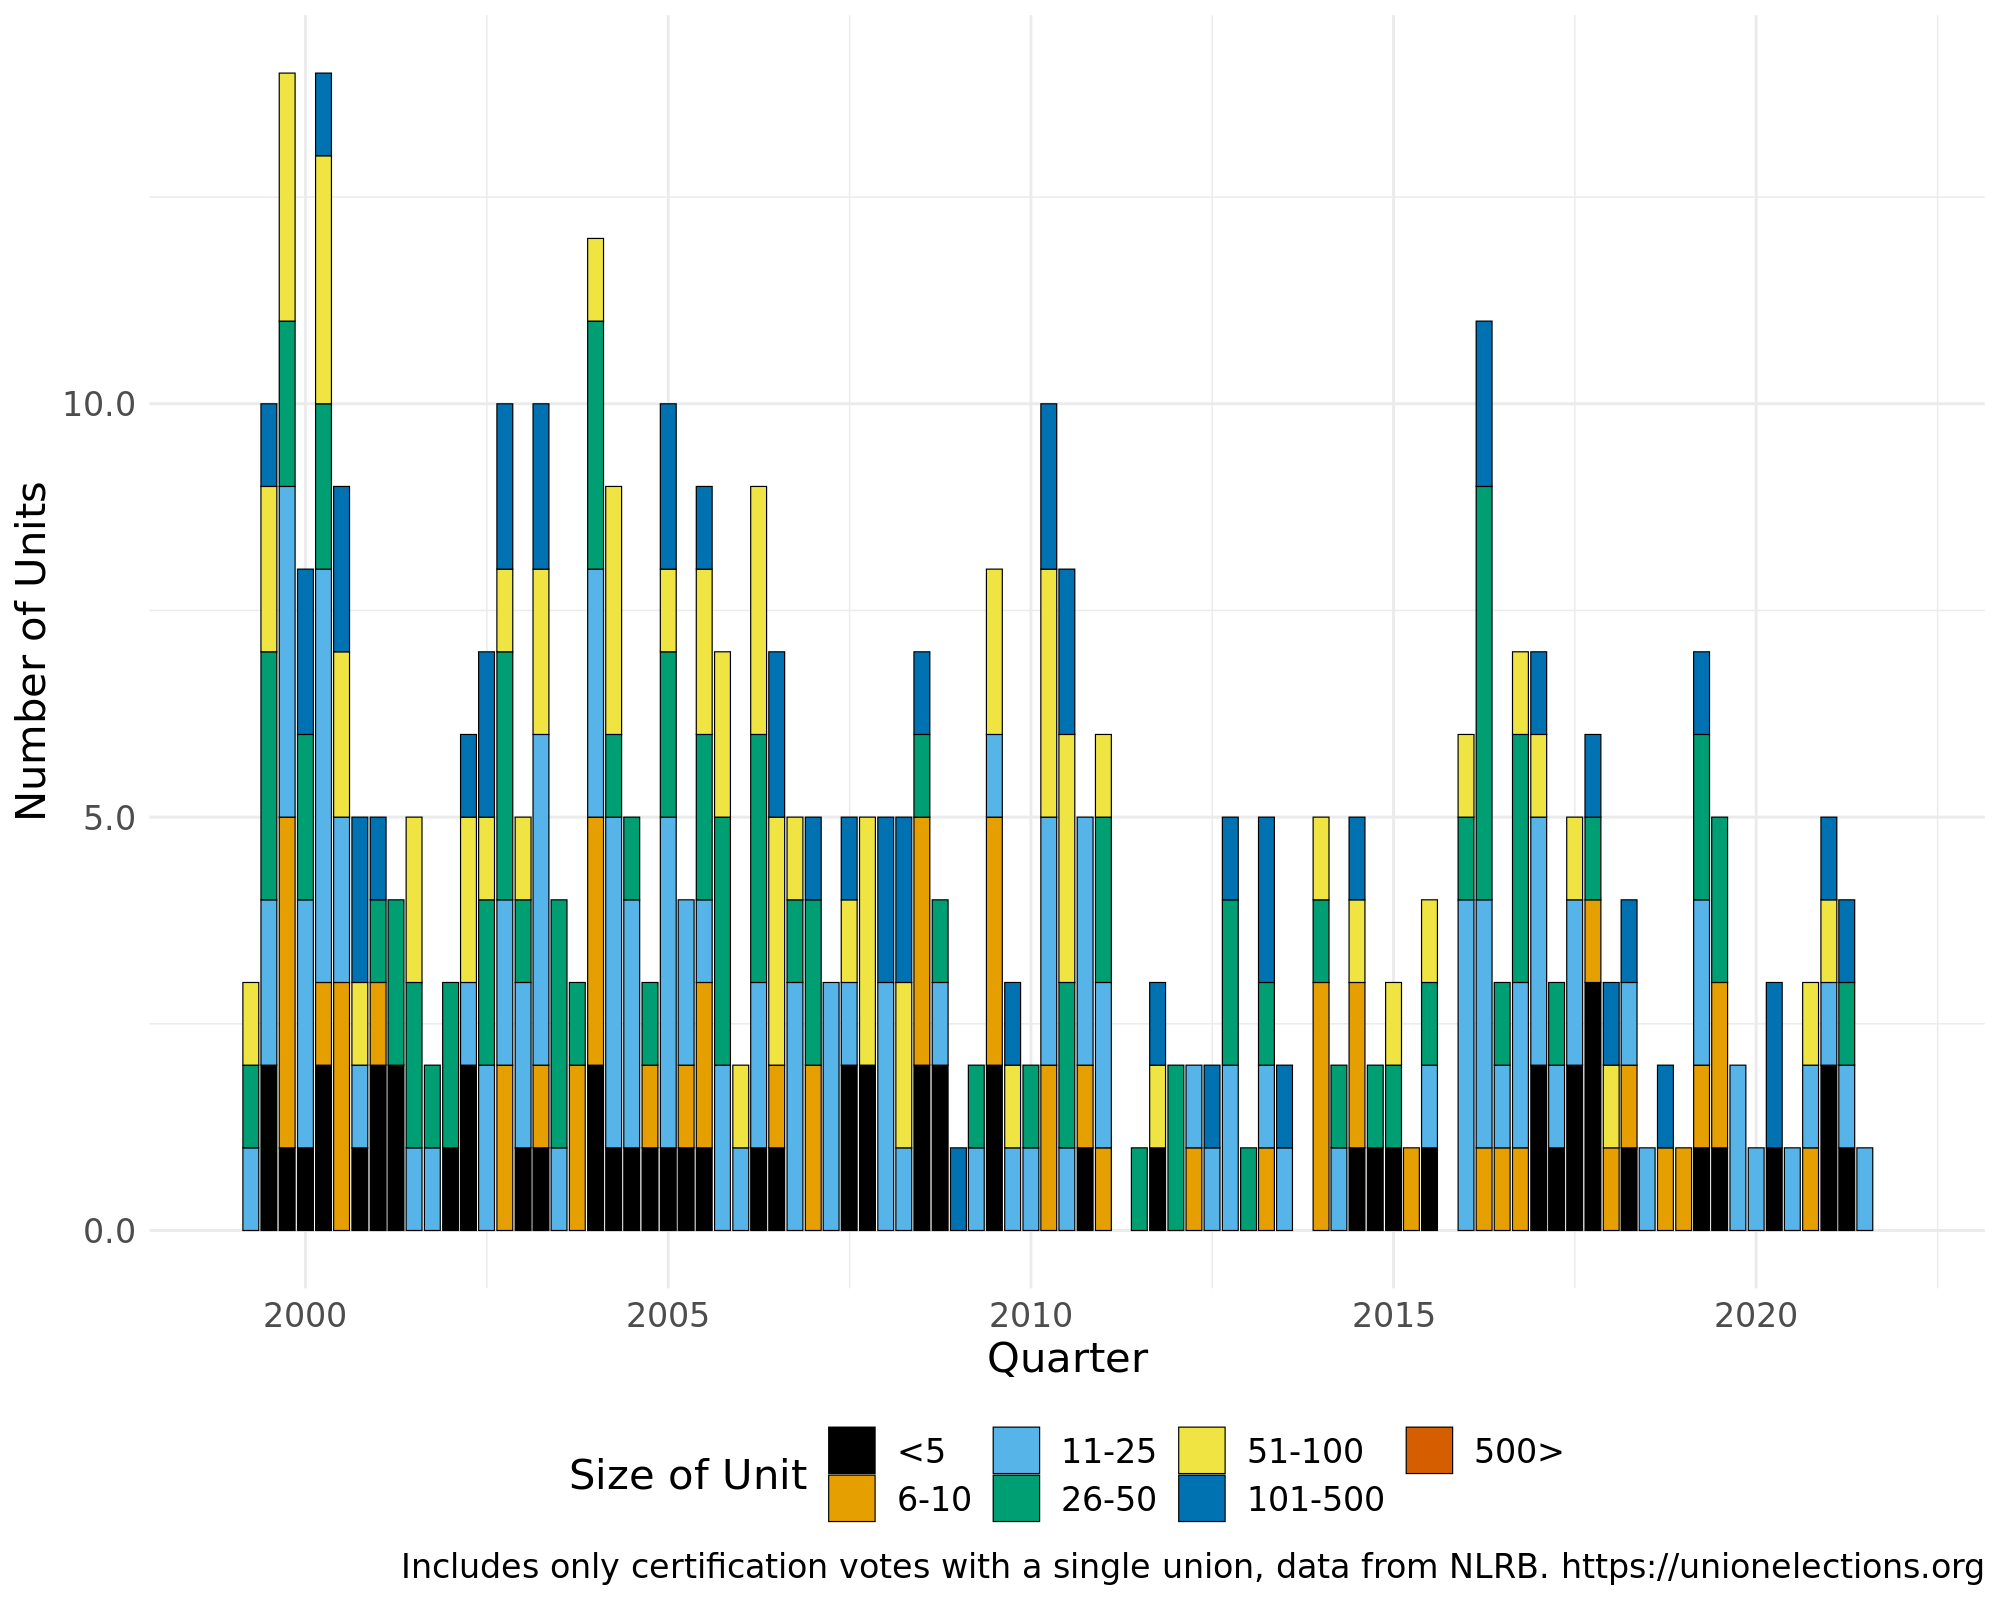 Number of Units
10.0
5.0
0.0
2000 2005 2010 2015 2020
Quarter
Size of Unit
<5 11-25 51-100 500>
6-10 26-50 101-500
Includes only certification votes with a single union, data from NLRB. https://unionelections.org